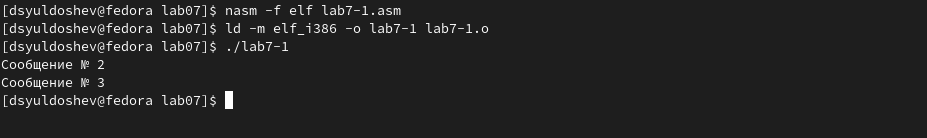 [dsyuldoshev@fedora lab07]$ nasm -f elf lab7-1.asm
[dsyuldoshev@fedora lab07]$ ld -m elf_i386 -o lab7-1 lab7-1.o
[dsyuldoshev@fedora lab07]$ ./lab7-1
Сообщение № 2
Сообщение № 3
[dsyuldoshev@fedora lab07]$